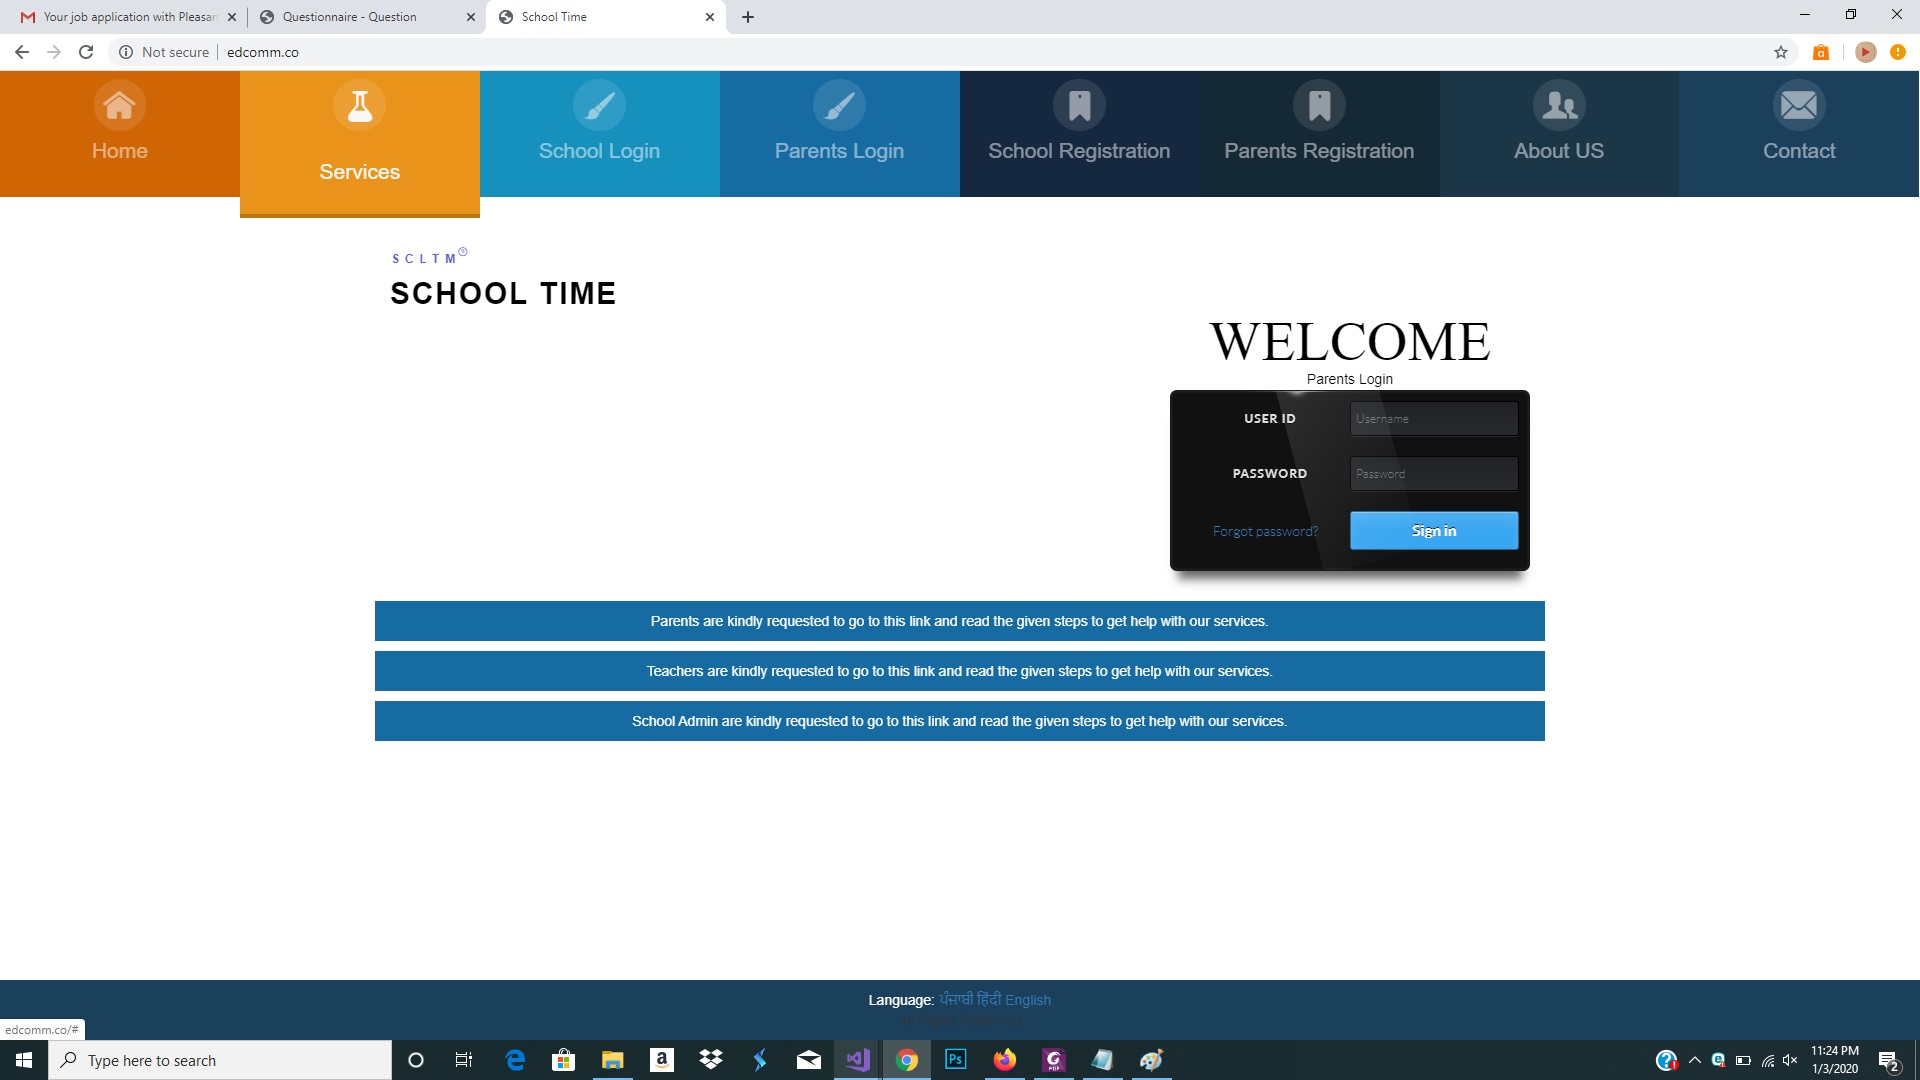 Your job application with Pleasan
Questionnaire - Question
School Time
Not secure
edcomm.co
Home
Services
School Login
Parents Login
School Registration
Parents Registration
About US
Contact
SCLTM
SCHOOL TIME
WELCOME
Parents Login
USER ID Username
PASSWORD Password
Forgot password? Sign in
Parents are kindly requested to go to this link and read the given steps to get help with our services.
Teachers are kindly requested to go to this link and read the given steps to get help with our services.
School Admin are kindly requested to go to this link and read the given steps to get help with our services.
Language: ਪੰਜਾਬੀ हिंदी English
All Rights Reserved
edcomm.co/#
Type here to search
11:24 PM
1/3/2020
2